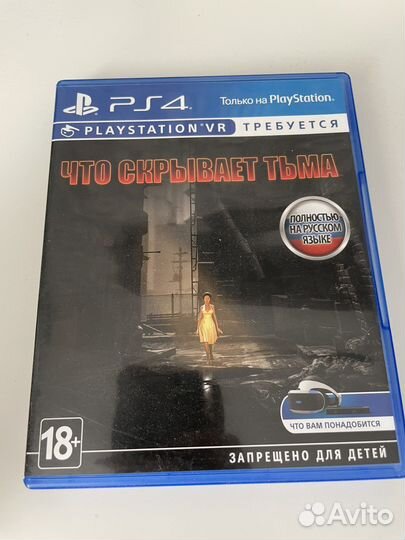 PS4 Только на PlayStation
PLAYSTATION®VR ТРЕБУЕТСЯ
ЧТО СКРЫВАЕТ ТЬМА
ПОЛНОСТЬЮ
НА РУССКОМ
ЯЗЫКЕ
ЧТО ВАМ ПОНАДОБИТСЯ
18+
ЗАПРЕЩЕНО ДЛЯ ДЕТЕЙ
Avito